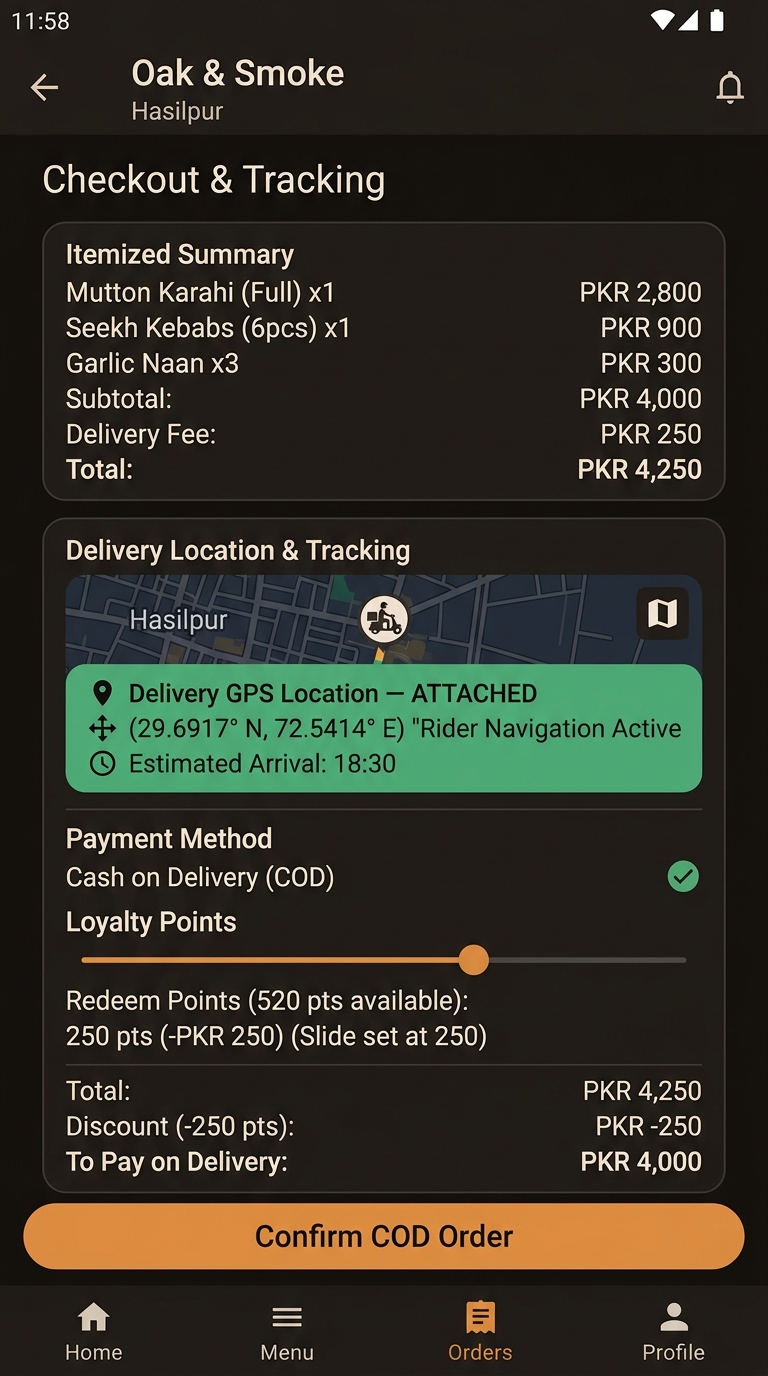 11:58
Oak & Smoke
Hasilpur
Checkout & Tracking
Itemized Summary
Mutton Karahi (Full) x1 PKR 2,800
Seekh Kebabs (6pcs) x1 PKR 900
Garlic Naan x3 PKR 300
Subtotal: PKR 4,000
Delivery Fee: PKR 250
Total: PKR 4,250
Delivery Location & Tracking
Hasilpur
Delivery GPS Location — ATTACHED
(29.6917° N, 72.5414° E) "Rider Navigation Active
Estimated Arrival: 18:30
Payment Method
Cash on Delivery (COD)
Loyalty Points
Redeem Points (520 pts available):
250 pts (-PKR 250) (Slide set at 250)
Total: PKR 4,250
Discount (-250 pts): PKR -250
To Pay on Delivery: PKR 4,000
Confirm COD Order
Home Menu Orders Profile